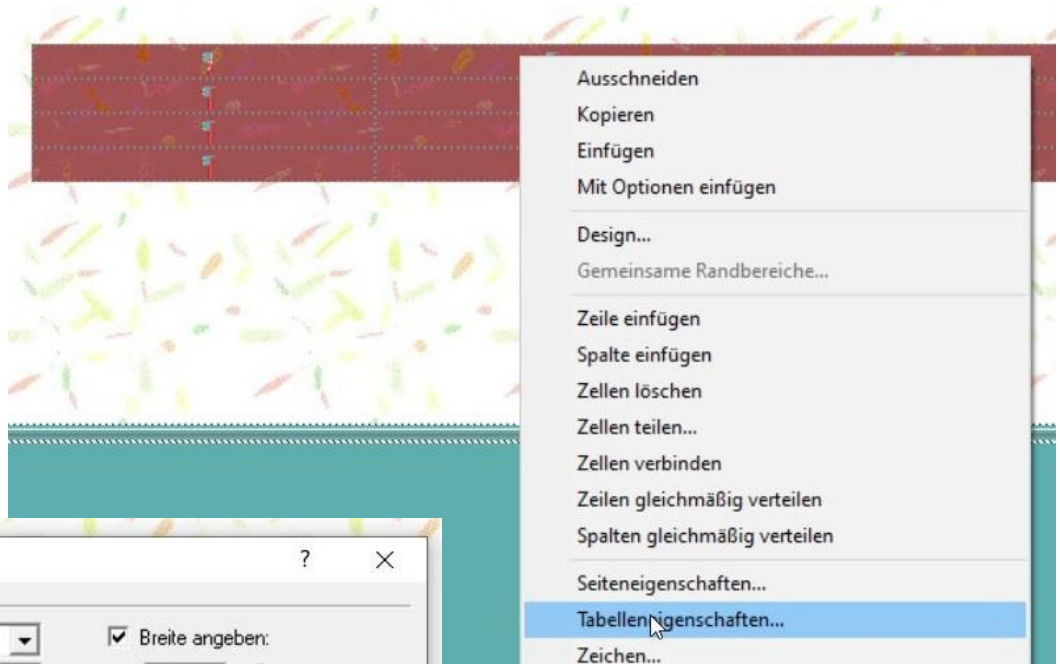 Ausschneiden
Kopieren
Einfügen
Mit Optionen einfügen
Design...
Gemeinsame Randbereiche...
Zeile einfügen
Spalte einfügen
Zellen löschen
Zellen teilen...
Zellen verbinden
Zeilen gleichmäßig verteilen
Spalten gleichmäßig verteilen
Seiteneigenschaften...
Tabelleneigenschaften...
Zeichen...
?
Breite angeben: